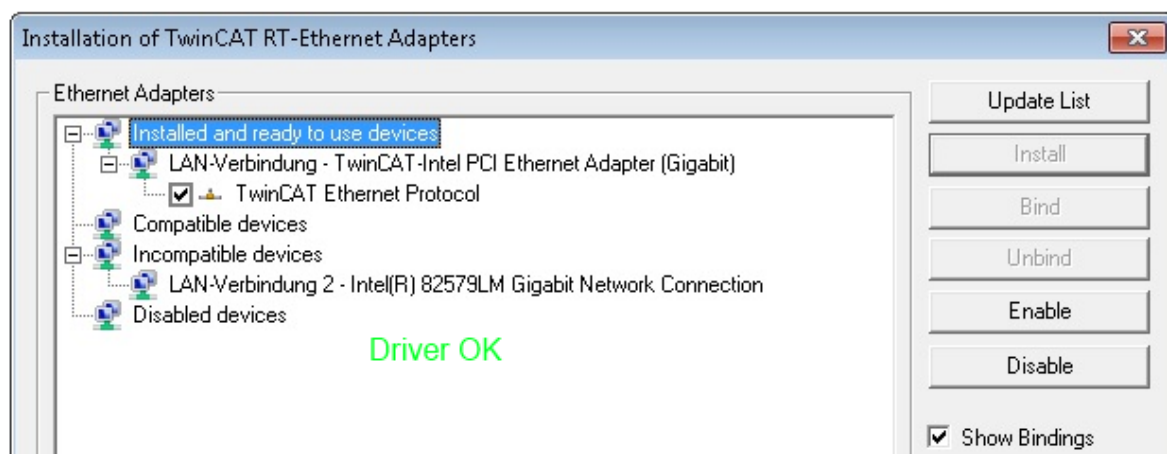 Installation of TwinCAT RT-Ethernet Adapters
Ethernet Adapters
Installed and ready to use devices
LAN-Verbindung - TwinCAT-Intel PCI Ethernet Adapter (Gigabit)
TwinCAT Ethernet Protocol
Compatible devices
Incompatible devices
LAN-Verbindung 2 - Intel(R) 82579LM Gigabit Network Connection
Disabled devices
Driver OK
Update List
Install
Bind
Unbind
Enable
Disable
Show Bindings